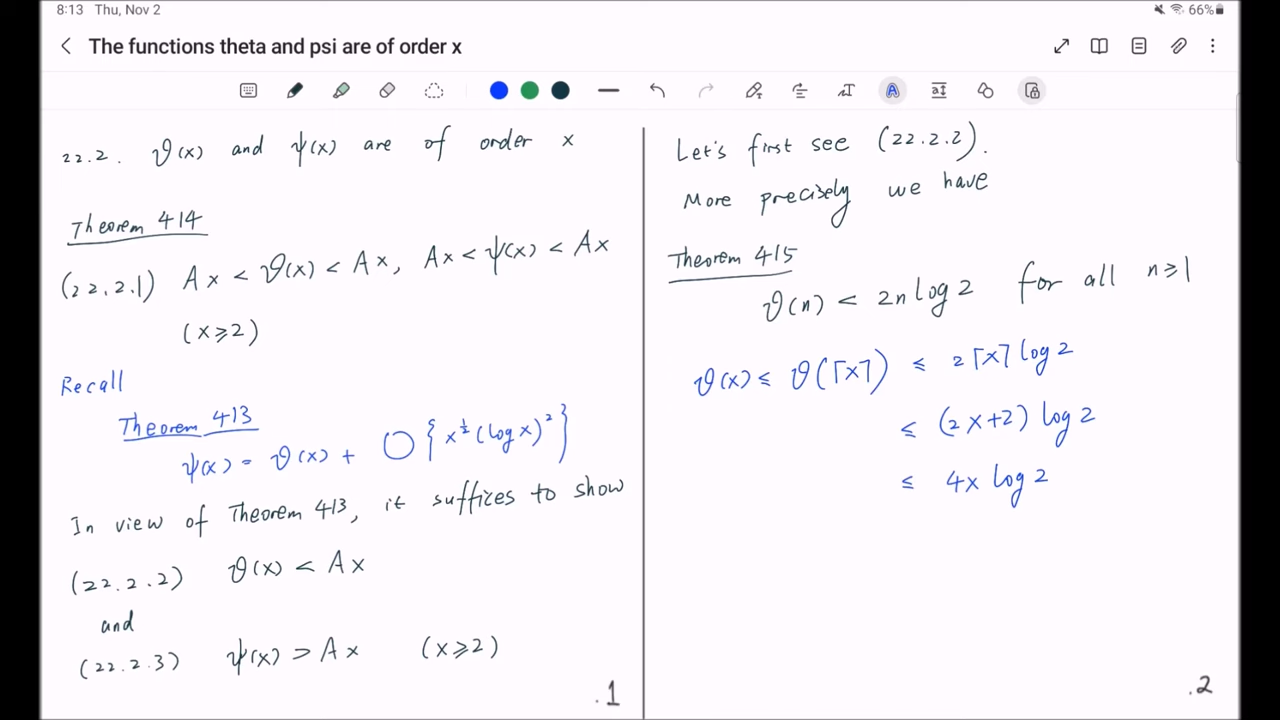 8:13 Thu, Nov 2
66%
The functions theta and psi are of order x
22.2. ϑ(x) and ψ(x) are of order x
Theorem 414
(22.2.1) Ax < ϑ(x) < Ax, Ax < ψ(x) < Ax
(x ≥ 2)
Recall
Theorem 413
ψ(x) = ϑ(x) + O{x^½ (log x)²}
In view of Theorem 413, it suffices to show
(22.2.2) ϑ(x) < Ax
and
(22.2.3) ψ(x) > Ax (x ≥ 2)
.1
Let's first see (22.2.2).
More precisely we have
Theorem 415
ϑ(n) < 2n log 2 for all n ≥ 1
ϑ(x) ≤ ϑ(⌈x⌉) ≤ 2⌈x⌉ log 2
≤ (2x+2) log 2
≤ 4x log 2
.2